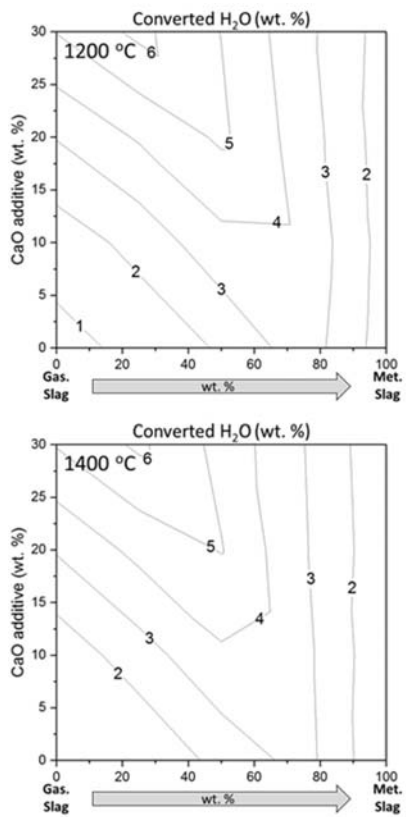 Converted H₂O (wt. %)
1200 °C
CaO additive (wt. %)
30
25
20
15
10
5
0
6
5
4
3
2
3
2
1
0 20 40 60 80 100
Gas. Slag
wt. %
Met. Slag
Converted H₂O (wt. %)
1400 °C
CaO additive (wt. %)
30
25
20
15
10
5
0
6
5
4
3
2
3
2
0 20 40 60 80 100
Gas. Slag
wt. %
Met. Slag